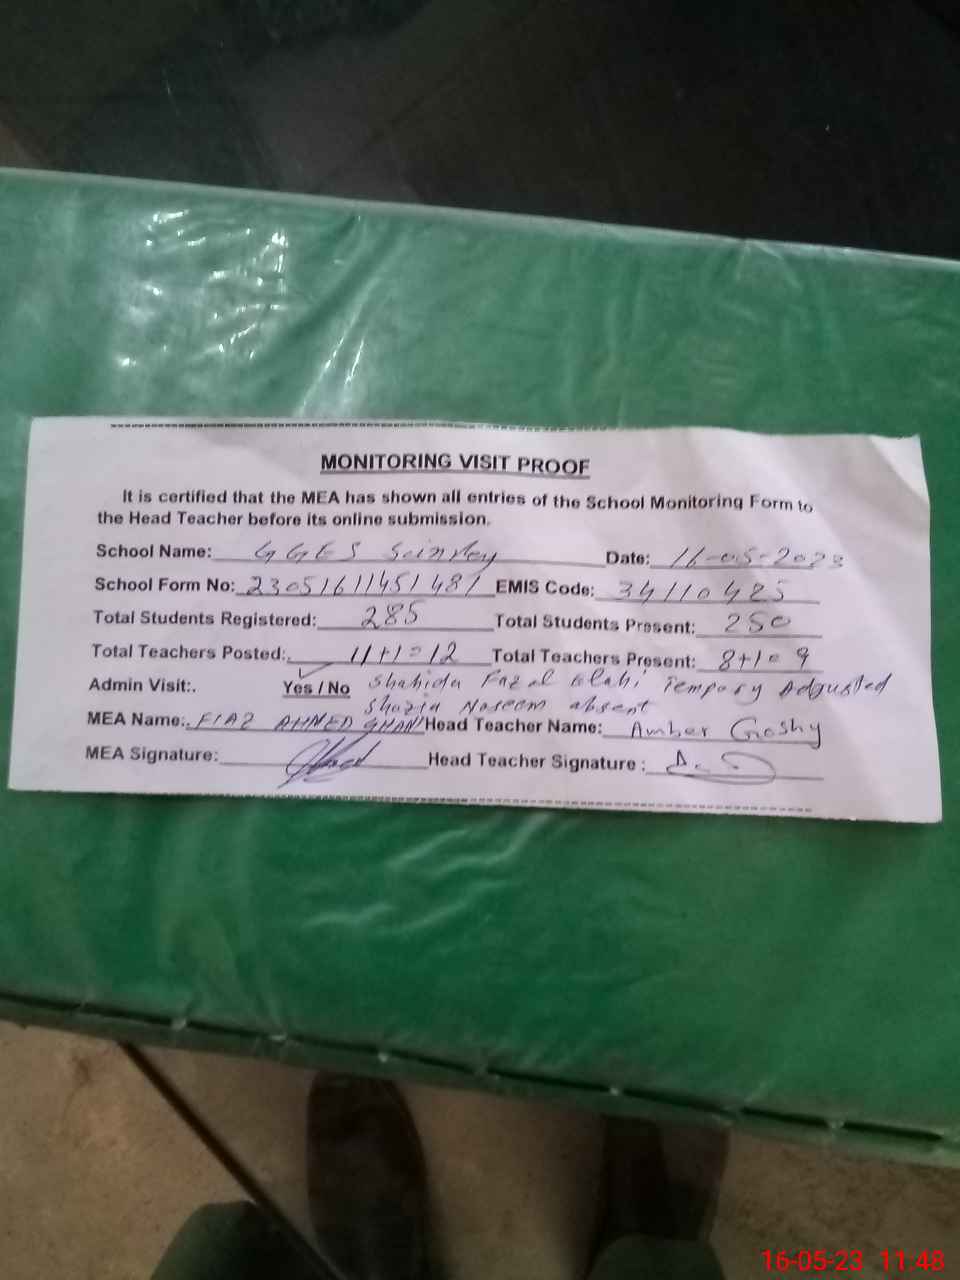 MONITORING VISIT PROOF
It is certified that the MEA has shown all entries of the School Monitoring Form to
the Head Teacher before its online submission.
School Name: GGES Date: 16-05-2023
School Form No: 23051611451481 EMIS Code: 34110425
Total Students Registered: 285 Total Students Present: 250
Total Teachers Posted:. 11+1=12 Total Teachers Present: 8+1=9
Admin Visit:. Yes / No Shahida Fazal Elahi Tempory Adjusted
Shazia Naseem absent
MEA Name:. FIAZ AHMED GHANI Head Teacher Name: Amber
MEA Signature: Head Teacher Signature :
16-05-23 11:48